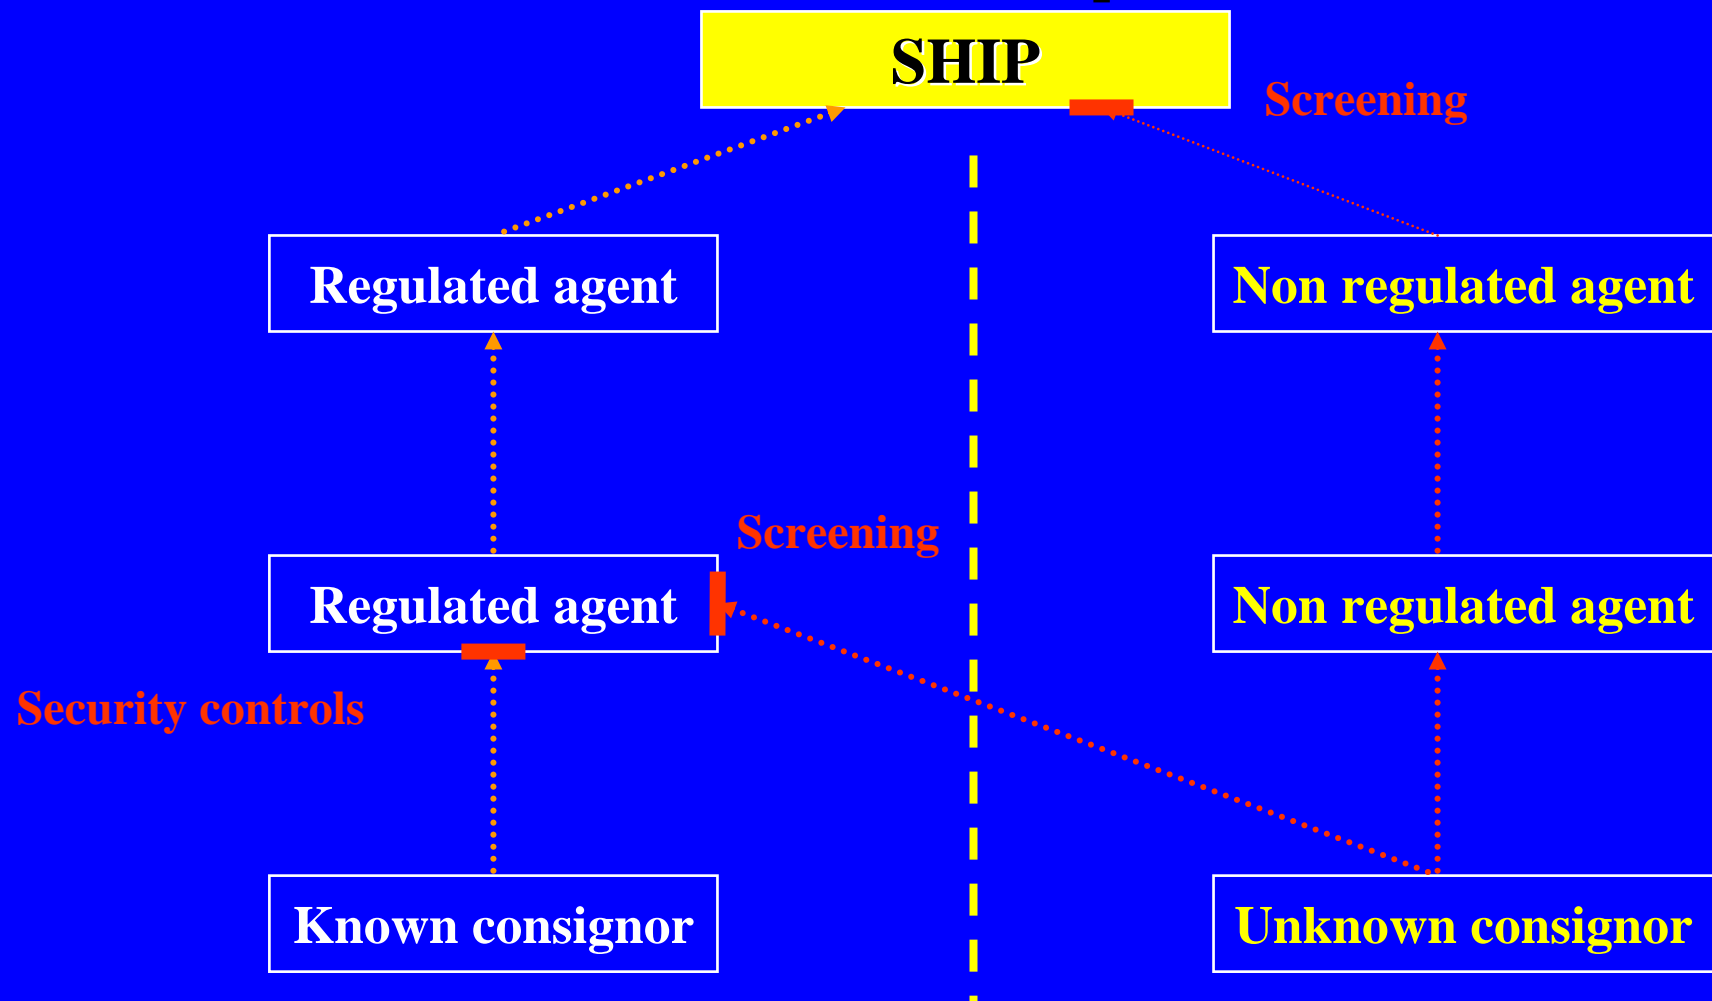 SHIP
Screening
Regulated agent
Non regulated agent
Screening
Regulated agent
Non regulated agent
Security controls
Known consignor
Unknown consignor